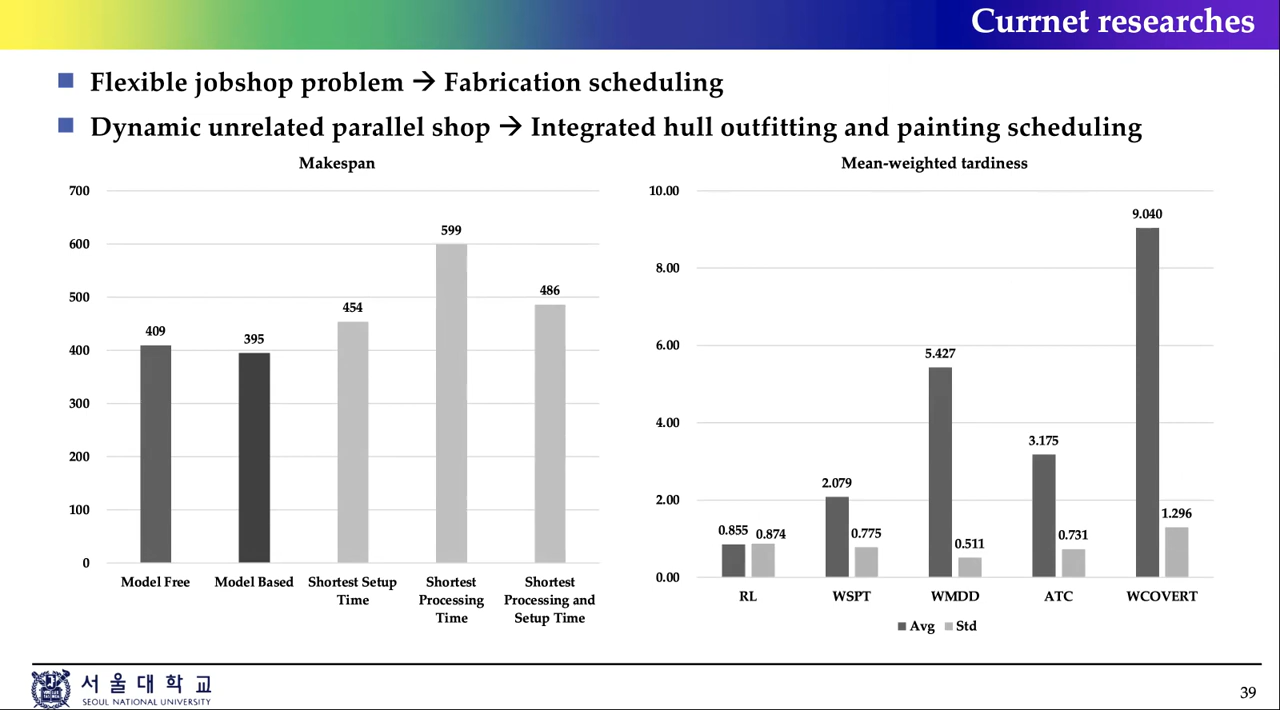 Currnet researches
Flexible jobshop problem → Fabrication scheduling
Dynamic unrelated parallel shop → Integrated hull outfitting and painting scheduling
Makespan
700
600
500
400
300
200
100
0
409
395
454
599
486
Model Free
Model Based
Shortest Setup
Time
Shortest
Processing
Time
Shortest
Processing and
Setup Time
Mean-weighted tardiness
10.00
8.00
6.00
4.00
2.00
0.00
0.855
0.874
2.079
0.775
5.427
0.511
3.175
0.731
9.040
1.296
RL
WSPT
WMDD
ATC
WCOVERT
Avg
Std
서울대학교
SEOUL NATIONAL UNIVERSITY
39